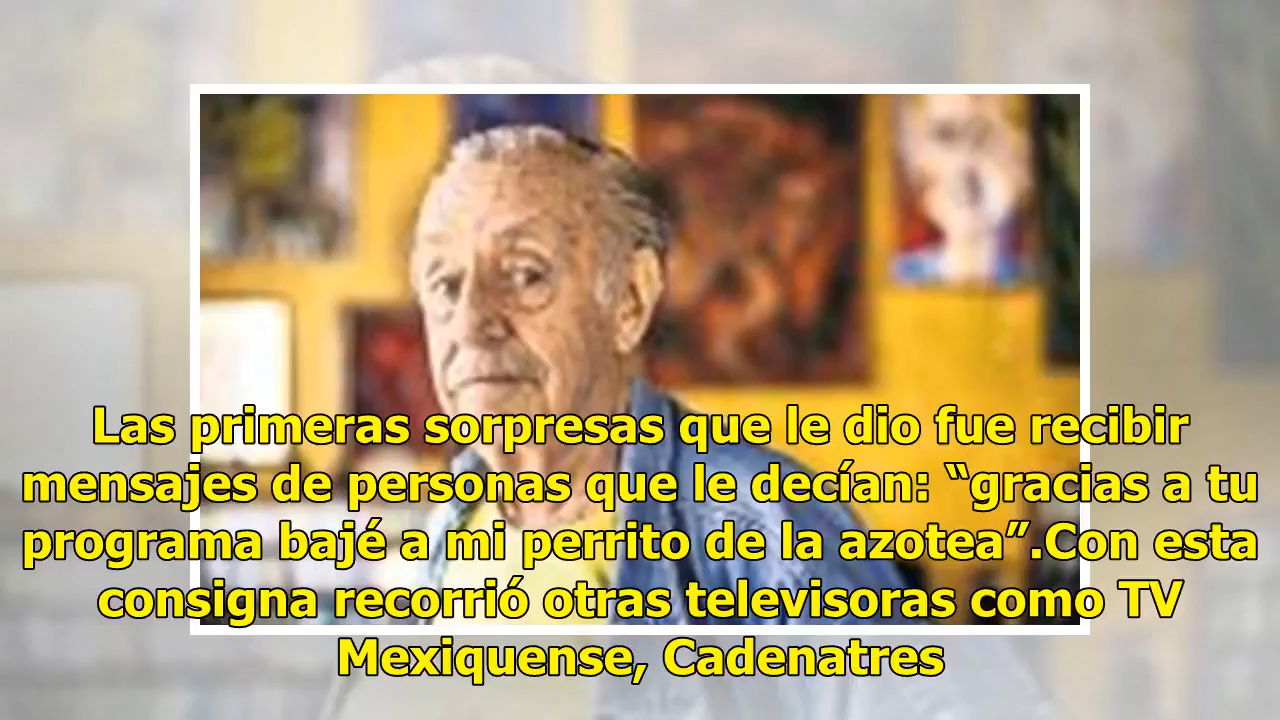 Las primeras sorpresas que le dio fue recibir
mensajes de personas que le decían: “gracias a tu
programa bajé a mi perrito de la azotea”.Con esta
consigna recorrió otras televisoras como TV
Mexiquense, Cadenatres